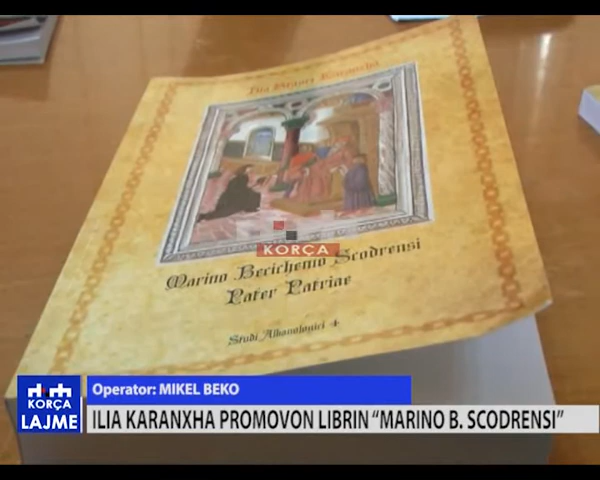 Marino Becichemo Scodrensi
Pater Patriae
Studi Albanologici 4
KORÇA
KORÇA
LAJME
Operator: MIKEL BEKO
ILIA KARANXHA PROMOVON LIBRIN “MARINO B. SCODRENSI”